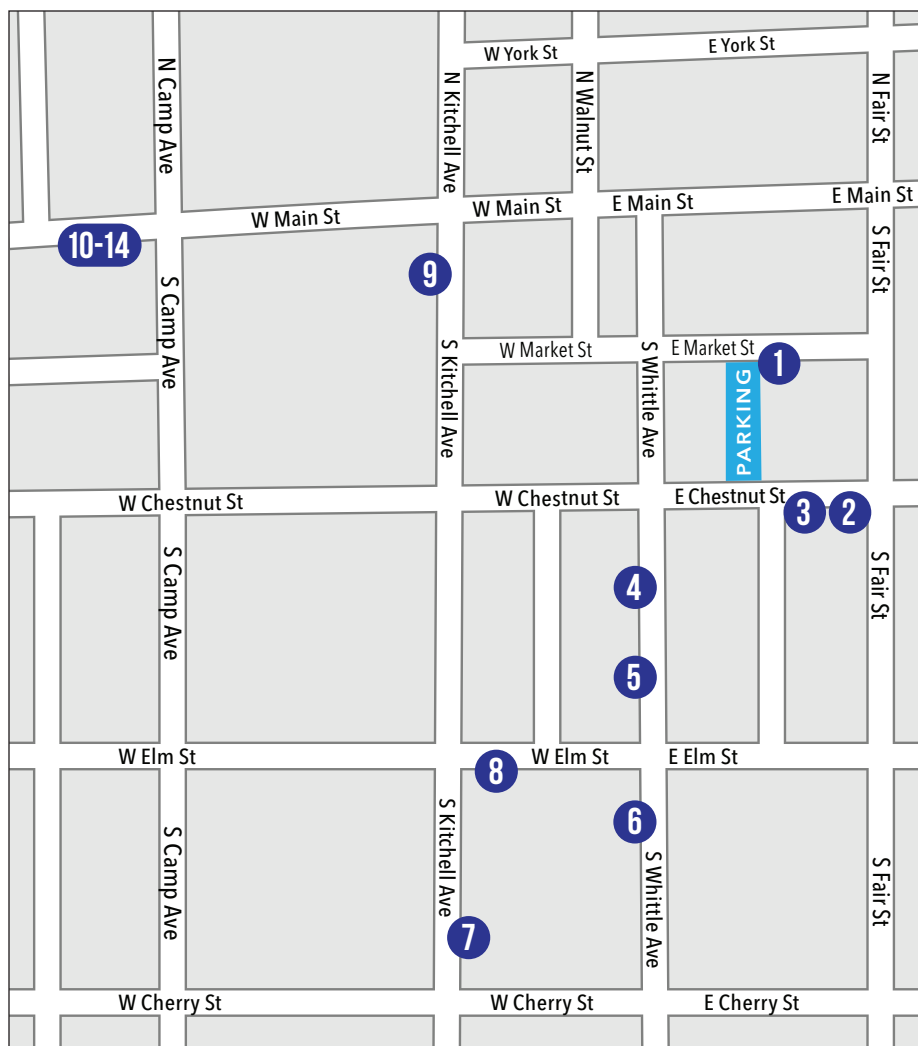 W York St
E York St
N Camp Ave
N Kitchell Ave
N Walnut St
N Fair St
W Main St
W Main St
E Main St
E Main St
10-14
9
S Camp Ave
S Fair St
S Kitchell Ave
W Market St
S Whittle Ave
E Market St
1
PARKING
W Chestnut St
W Chestnut St
E Chestnut St
3
2
S Camp Ave
4
S Fair St
5
W Elm St
W Elm St
E Elm St
8
S Camp Ave
S Kitchell Ave
6
S Whittle Ave
S Fair St
7
W Cherry St
W Cherry St
E Cherry St